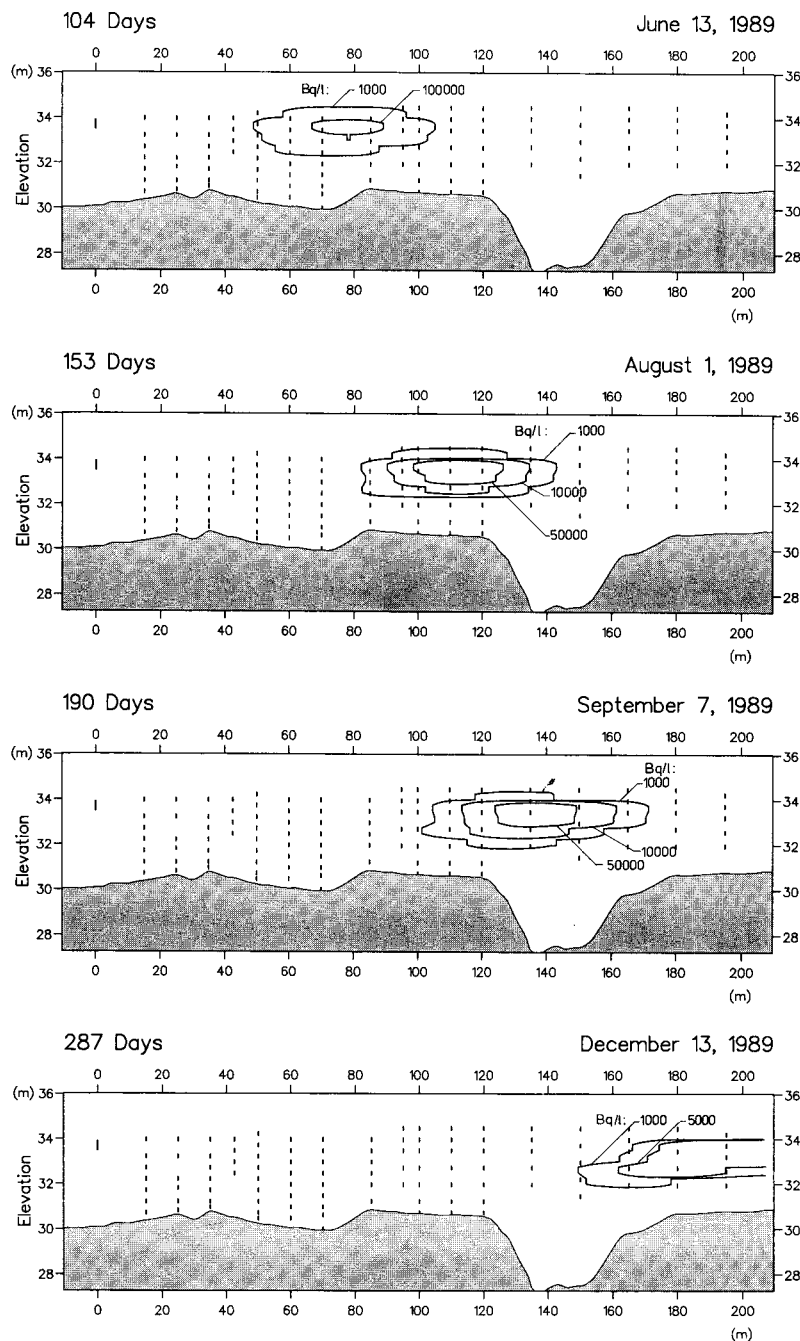 104 Days June 13, 1989
0 20 40 60 80 100 120 140 160 180 200
(m) 36 36
Bq/l: 1000 100000
34 34
32 32
30 30
28 28
Elevation
0 20 40 60 80 100 120 140 160 180 200
(m)
153 Days August 1, 1989
0 20 40 60 80 100 120 140 160 180 200
(m) 36 36
Bq/l: 1000
34 34
10000
32 32
50000
30 30
28 28
Elevation
0 20 40 60 80 100 120 140 160 180 200
(m)
190 Days September 7, 1989
0 20 40 60 80 100 120 140 160 180 200
(m) 36 36
Bq/l:
1000
34 34
32 10000 32
50000
30 30
28 28
Elevation
0 20 40 60 80 100 120 140 160 180 200
(m)
287 Days December 13, 1989
0 20 40 60 80 100 120 140 160 180 200
(m) 36 36
Bq/l: 1000 5000
34 34
32 32
30 30
28 28
Elevation
0 20 40 60 80 100 120 140 160 180 200
(m)